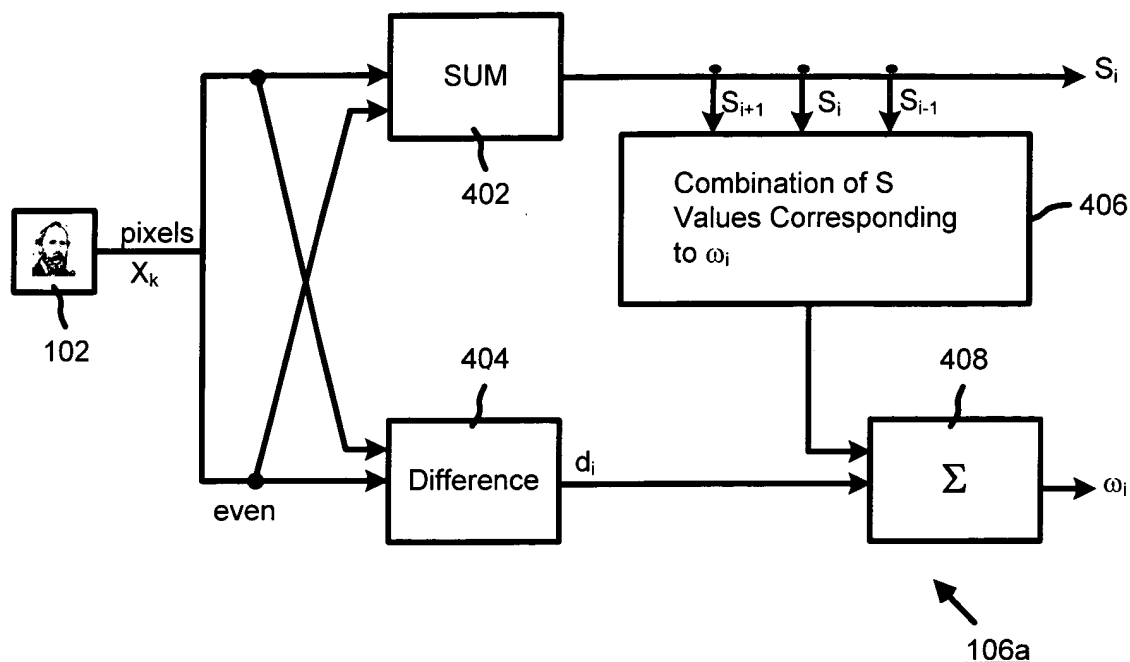 SUM
S_i
S_{i+1}
S_i
S_{i-1}
402
Combination of S
Values Corresponding
to ω_i
406
pixels
X_k
102
404
408
Difference
d_i
Σ
ω_i
even
106a